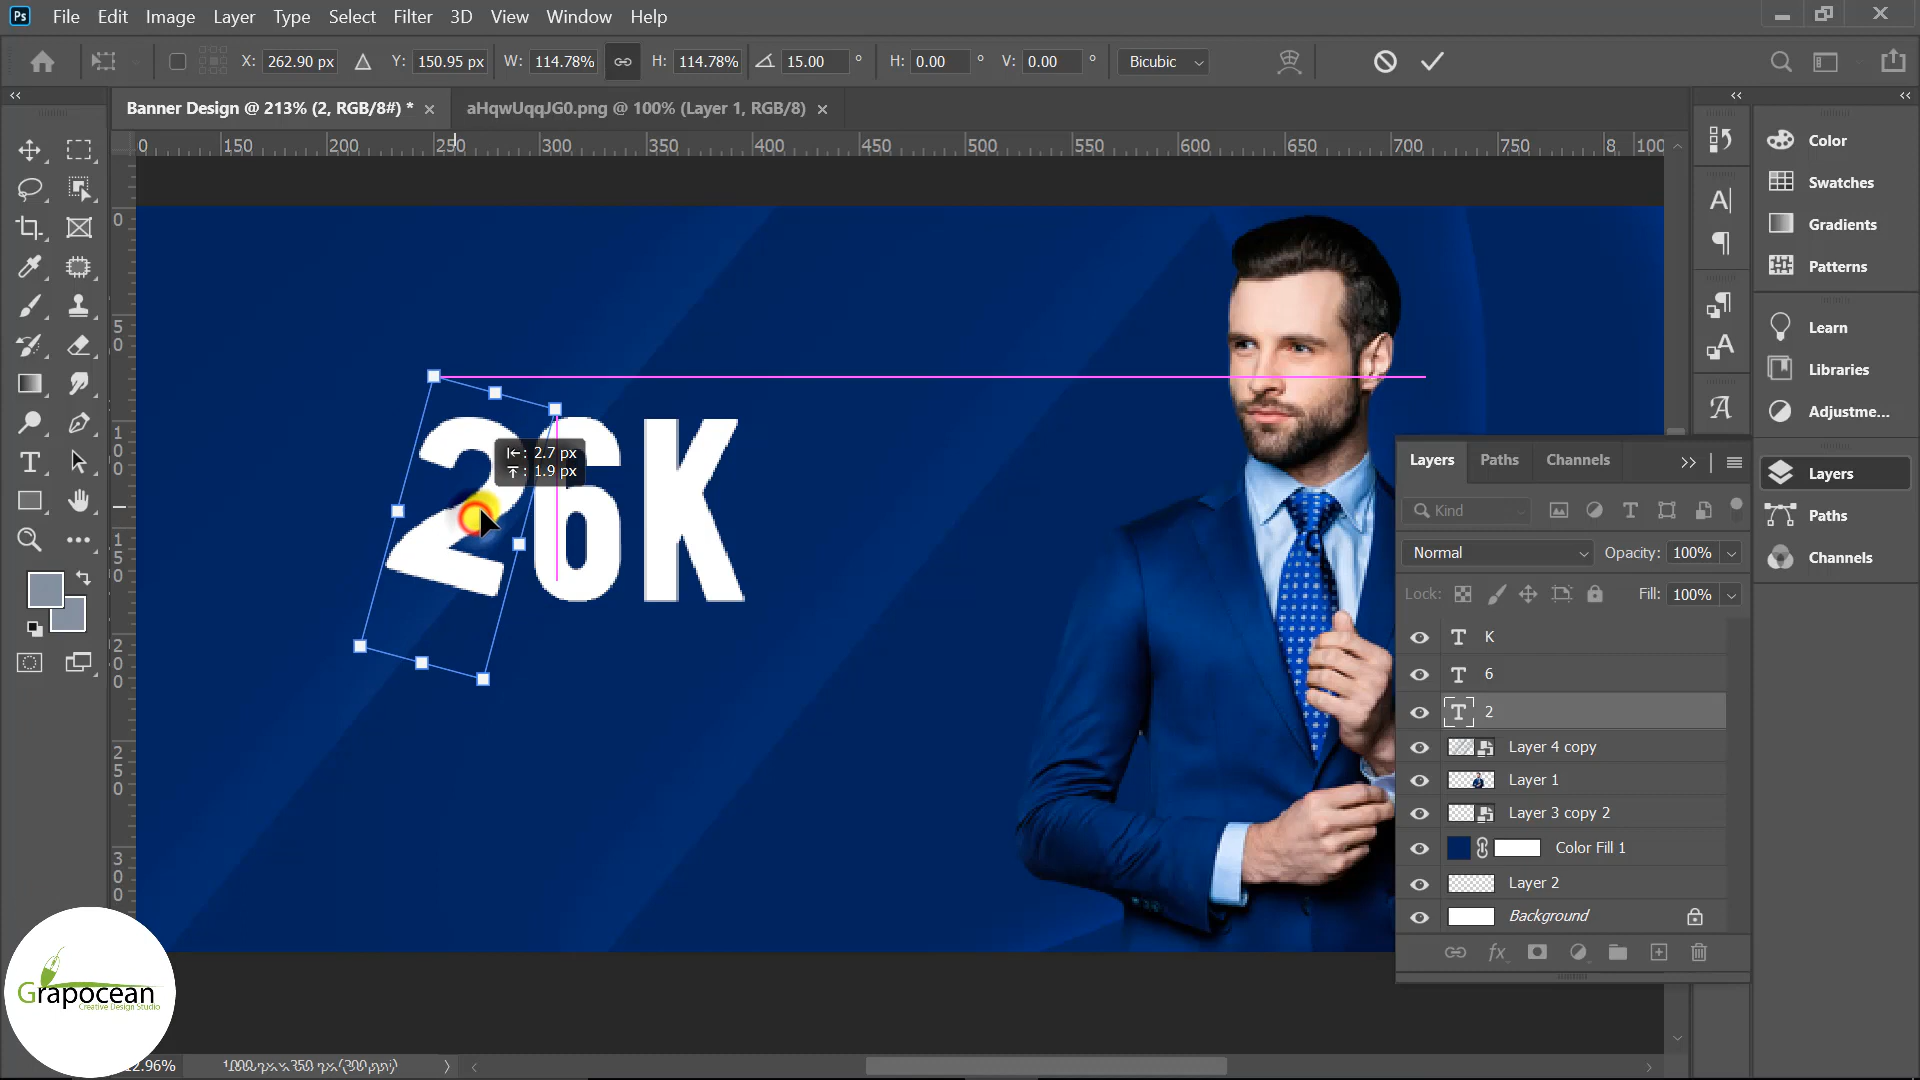 Ps File Edit Image Layer Type Select Filter 3D View Window Help
X: 262.90 px Y: 150.95 px W: 114.78% H: 114.78% 15.00 ° H: 0.00 ° V: 0.00 ° Bicubic
Banner Design @ 213% (2, RGB/8#) * × aHqwUqqJG0.png @ 100% (Layer 1, RGB/8) ×
0 150 200 250 300 350 400 450 500 550 600 650 700 750 8 100
0
50
100
150
200
250
300
26K
2.7 px
1.9 px
Color
Swatches
Gradients
Patterns
Learn
Libraries
Adjustme...
Layers
Paths
Channels
Layers Paths Channels
Kind
Normal Opacity: 100%
Lock: Fill: 100%
T K
T 6
T 2
Layer 4 copy
Layer 1
Layer 3 copy 2
Color Fill 1
Layer 2
Background
fx
Grapocean
Creative Design Studio
2.96% 1000 px x 350 px (300 ppi)